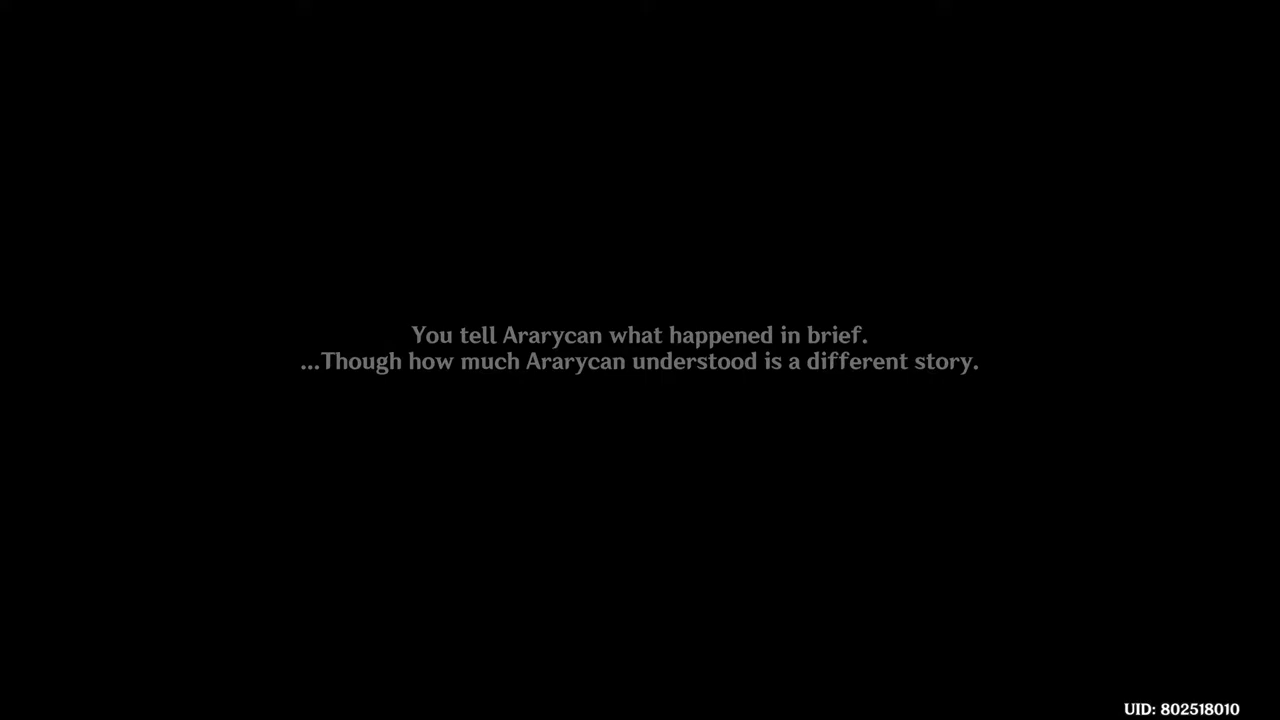 You tell Ararycan what happened in brief.
...Though how much Ararycan understood is a different story.
UID: 802518010